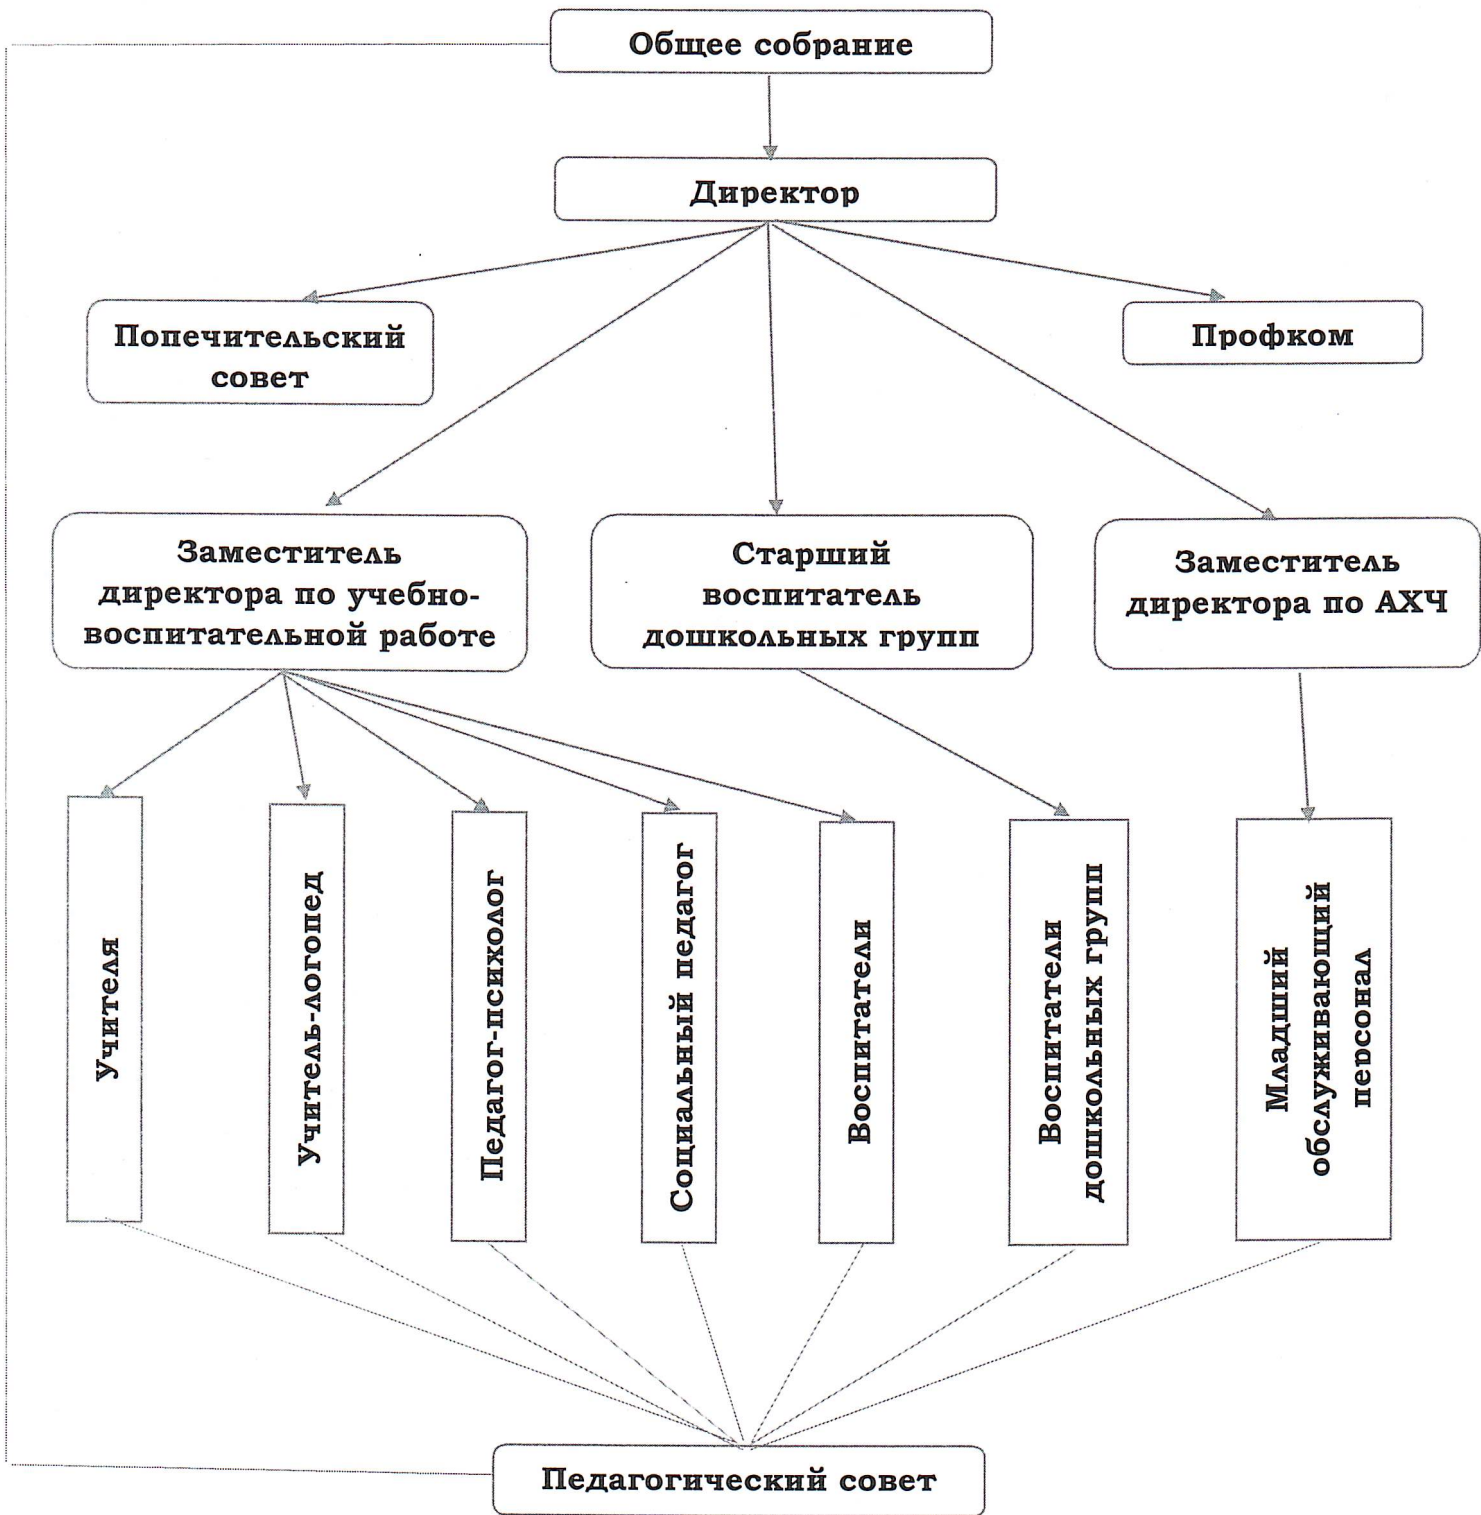 Общее собрание
Директор
Попечительский
совет
Профком
Заместитель
директора по учебно-
воспитательной работе
Старший
воспитатель
дошкольных групп
Заместитель
директора по АХЧ
Учителя
Учитель-логопед
Педагог-психолог
Социальный педагог
Воспитатели
Воспитатели
дошкольных групп
Младший
обслуживающий
персонал
Педагогический совет